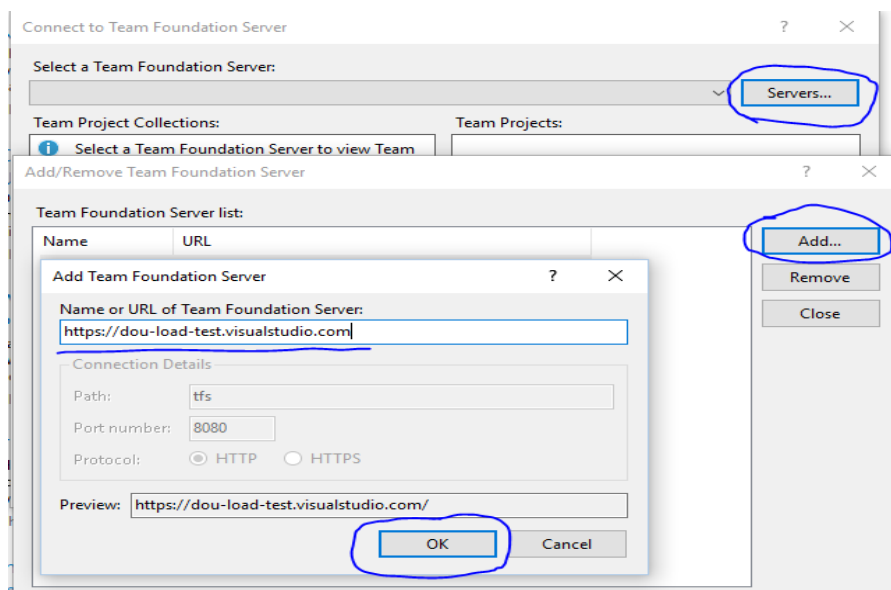 Connect to Team Foundation Server ?
Select a Team Foundation Server:
Servers...
Team Project Collections: Team Projects:
Select a Team Foundation Server to view Team
Add/Remove Team Foundation Server ?
Team Foundation Server list:
Name URL
Add...
Add Team Foundation Server ?
Remove
Name or URL of Team Foundation Server:
Close
https://dou-load-test.visualstudio.com
Connection Details
Path: tfs
Port number: 8080
Protocol: HTTP HTTPS
Preview: https://dou-load-test.visualstudio.com/
OK Cancel